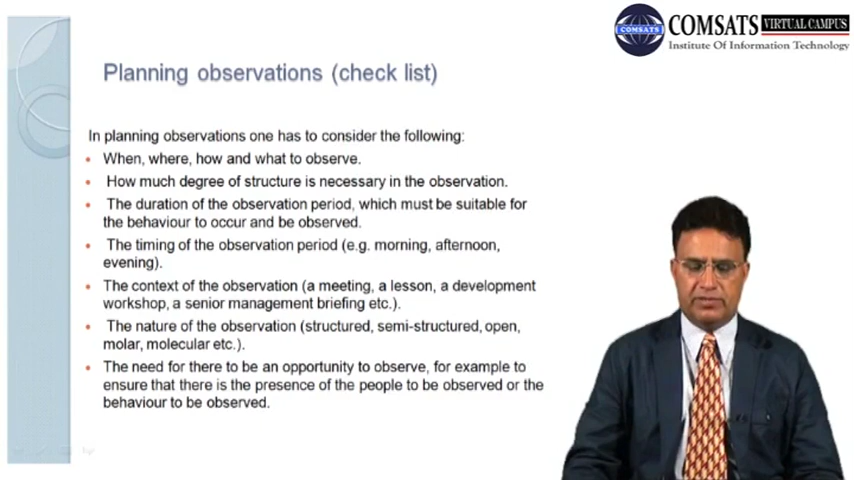 COMSATS
COMSATS VIRTUAL CAMPUS
Institute Of Information Technology
Planning observations (check list)
In planning observations one has to consider the following:
• When, where, how and what to observe.
• How much degree of structure is necessary in the observation.
• The duration of the observation period, which must be suitable for
the behaviour to occur and be observed.
• The timing of the observation period (e.g. morning, afternoon,
evening).
• The context of the observation (a meeting, a lesson, a development
workshop, a senior management briefing etc.).
• The nature of the observation (structured, semi-structured, open,
molar, molecular etc.).
• The need for there to be an opportunity to observe, for example to
ensure that there is the presence of the people to be observed or the
behaviour to be observed.